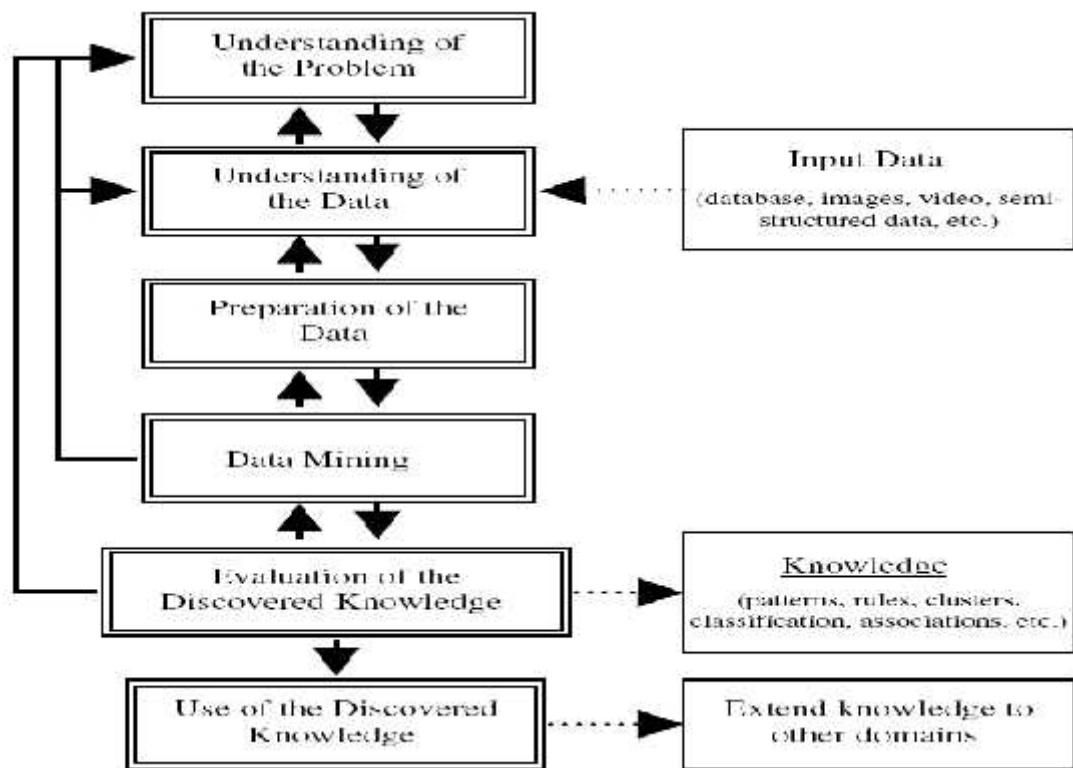 Understanding of
the Problem
Understanding of
the Data
Input Data
(database, images, video, semi-
structured data, etc.)
Preparation of the
Data
Data Mining
Evaluation of the
Discovered Knowledge
Knowledge
(patterns, rules, clusters,
classification, associations, etc.)
Use of the Discovered
Knowledge
Extend knowledge to
other domains